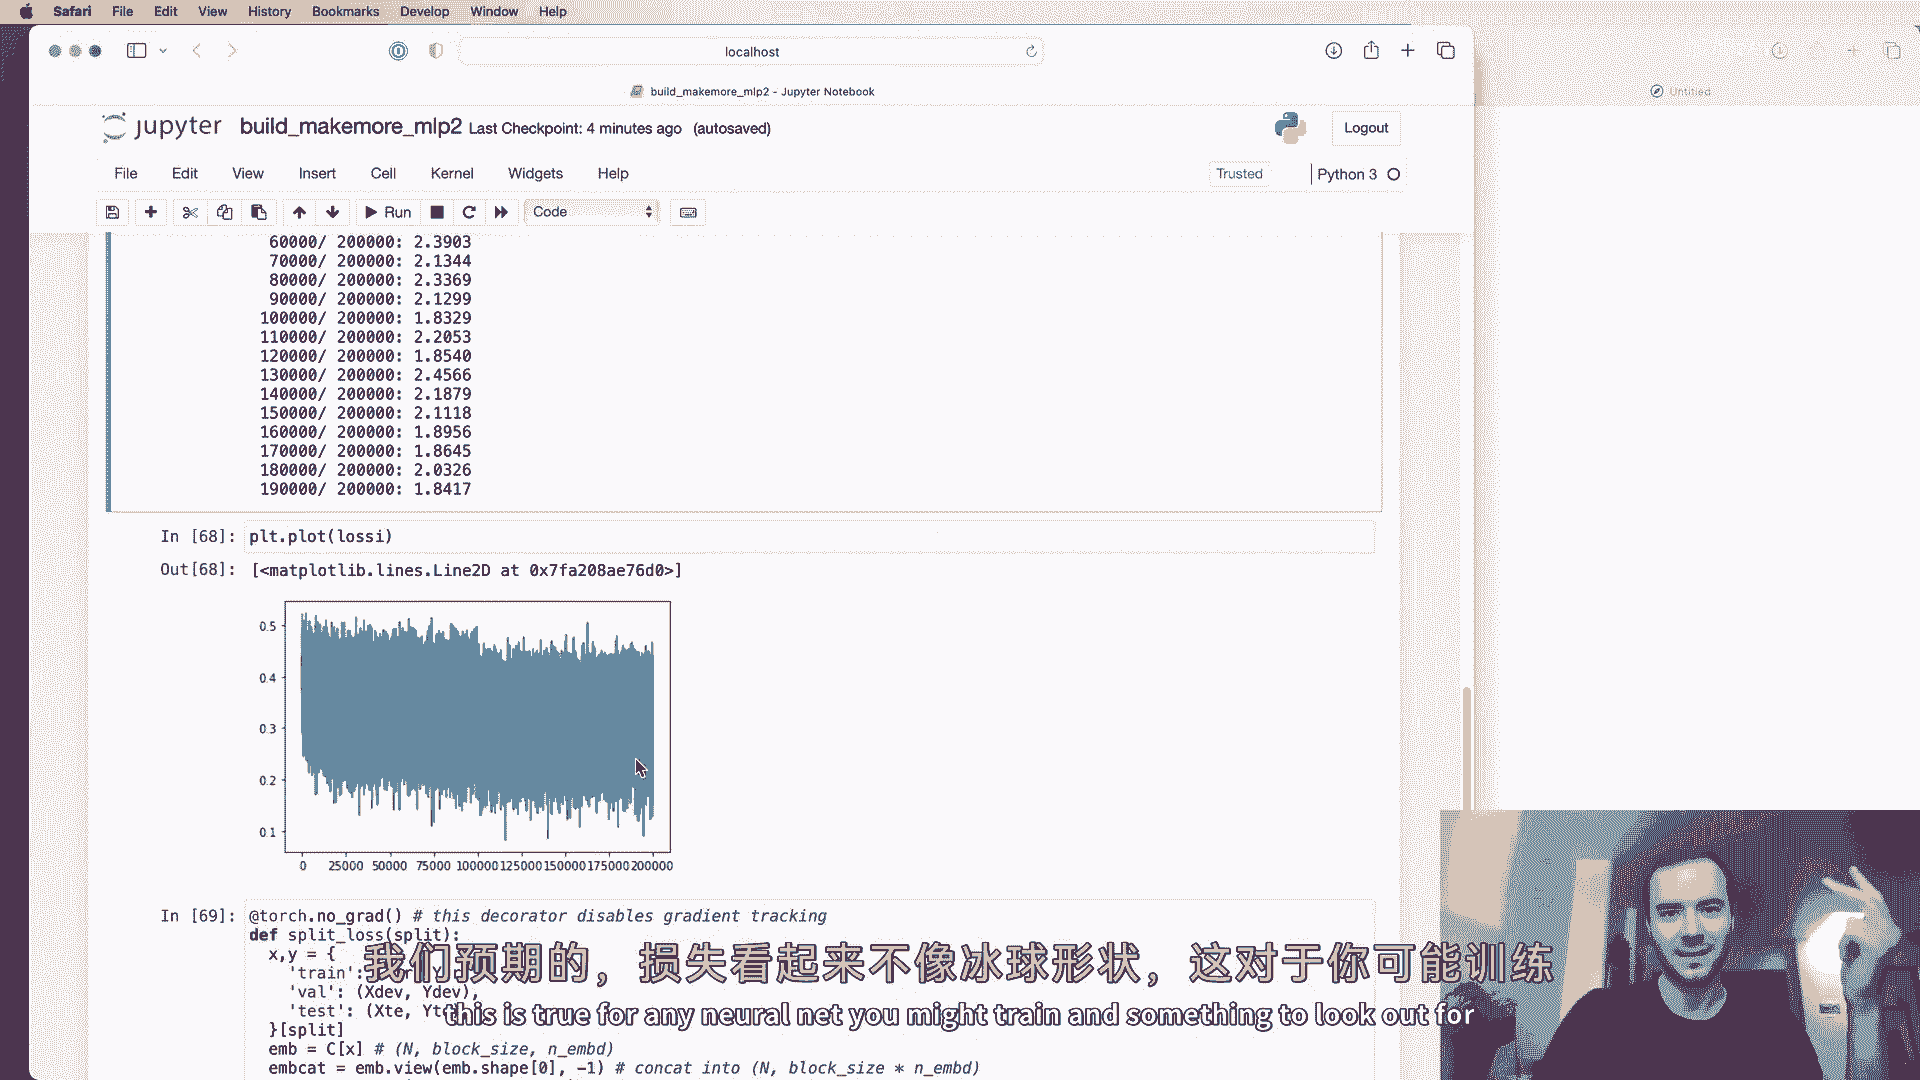 Safari File Edit View History Bookmarks Develop Window Help
localhost
build_makemore_mlp2 - Jupyter Notebook
Untitled
jupyter build_makemore_mlp2 Last Checkpoint: 4 minutes ago (autosaved)
Logout
File Edit View Insert Cell Kernel Widgets Help
Trusted Python 3
Run Code
60000/ 200000: 2.3903
70000/ 200000: 2.1344
80000/ 200000: 2.3369
90000/ 200000: 2.1299
100000/ 200000: 1.8329
110000/ 200000: 2.2053
120000/ 200000: 1.8540
130000/ 200000: 2.4566
140000/ 200000: 2.1879
150000/ 200000: 2.1118
160000/ 200000: 1.8956
170000/ 200000: 1.8645
180000/ 200000: 2.0326
190000/ 200000: 1.8417
In [68]: plt.plot(lossi)
Out[68]: [<matplotlib.lines.Line2D at 0x7fa208ae76d0>]
0.5
0.4
0.3
0.2
0.1
0 25000 50000 75000 100000 125000 150000 175000 200000
In [69]: @torch.no_grad() # this decorator disables gradient tracking
def split_loss(split):
x,y = {
我们预期的，损失看起来不像冰球形状，这对于你可能训练
'train':
'val': (Xdev, Ydev),
'test': (Xte,
this is true for any neural net you might train and something to look out for
}[split]
emb = C[x] # (N, block_size, n_embd)
embcat = emb.view(emb.shape[0], -1) # concat into (N, block_size * n_embd)